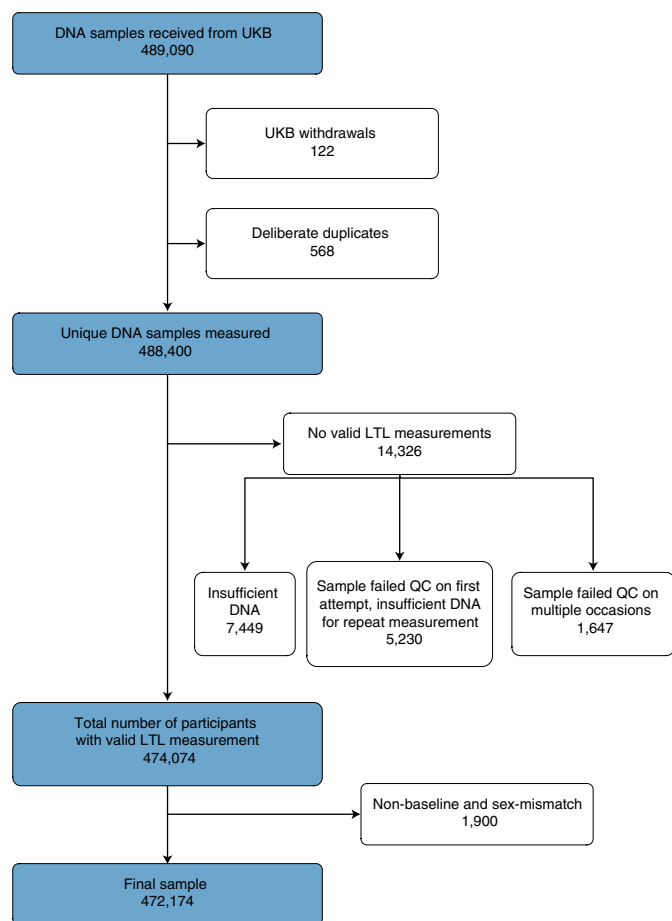 DNA samples received from UKB
489,090
UKB withdrawals
122
Deliberate duplicates
568
Unique DNA samples measured
488,400
No valid LTL measurements
14,326
Insufficient
DNA
7,449
Sample failed QC on first
attempt, insufficient DNA
for repeat measurement
5,230
Sample failed QC on
multiple occasions
1,647
Total number of participants
with valid LTL measurement
474,074
Non-baseline and sex-mismatch
1,900
Final sample
472,174